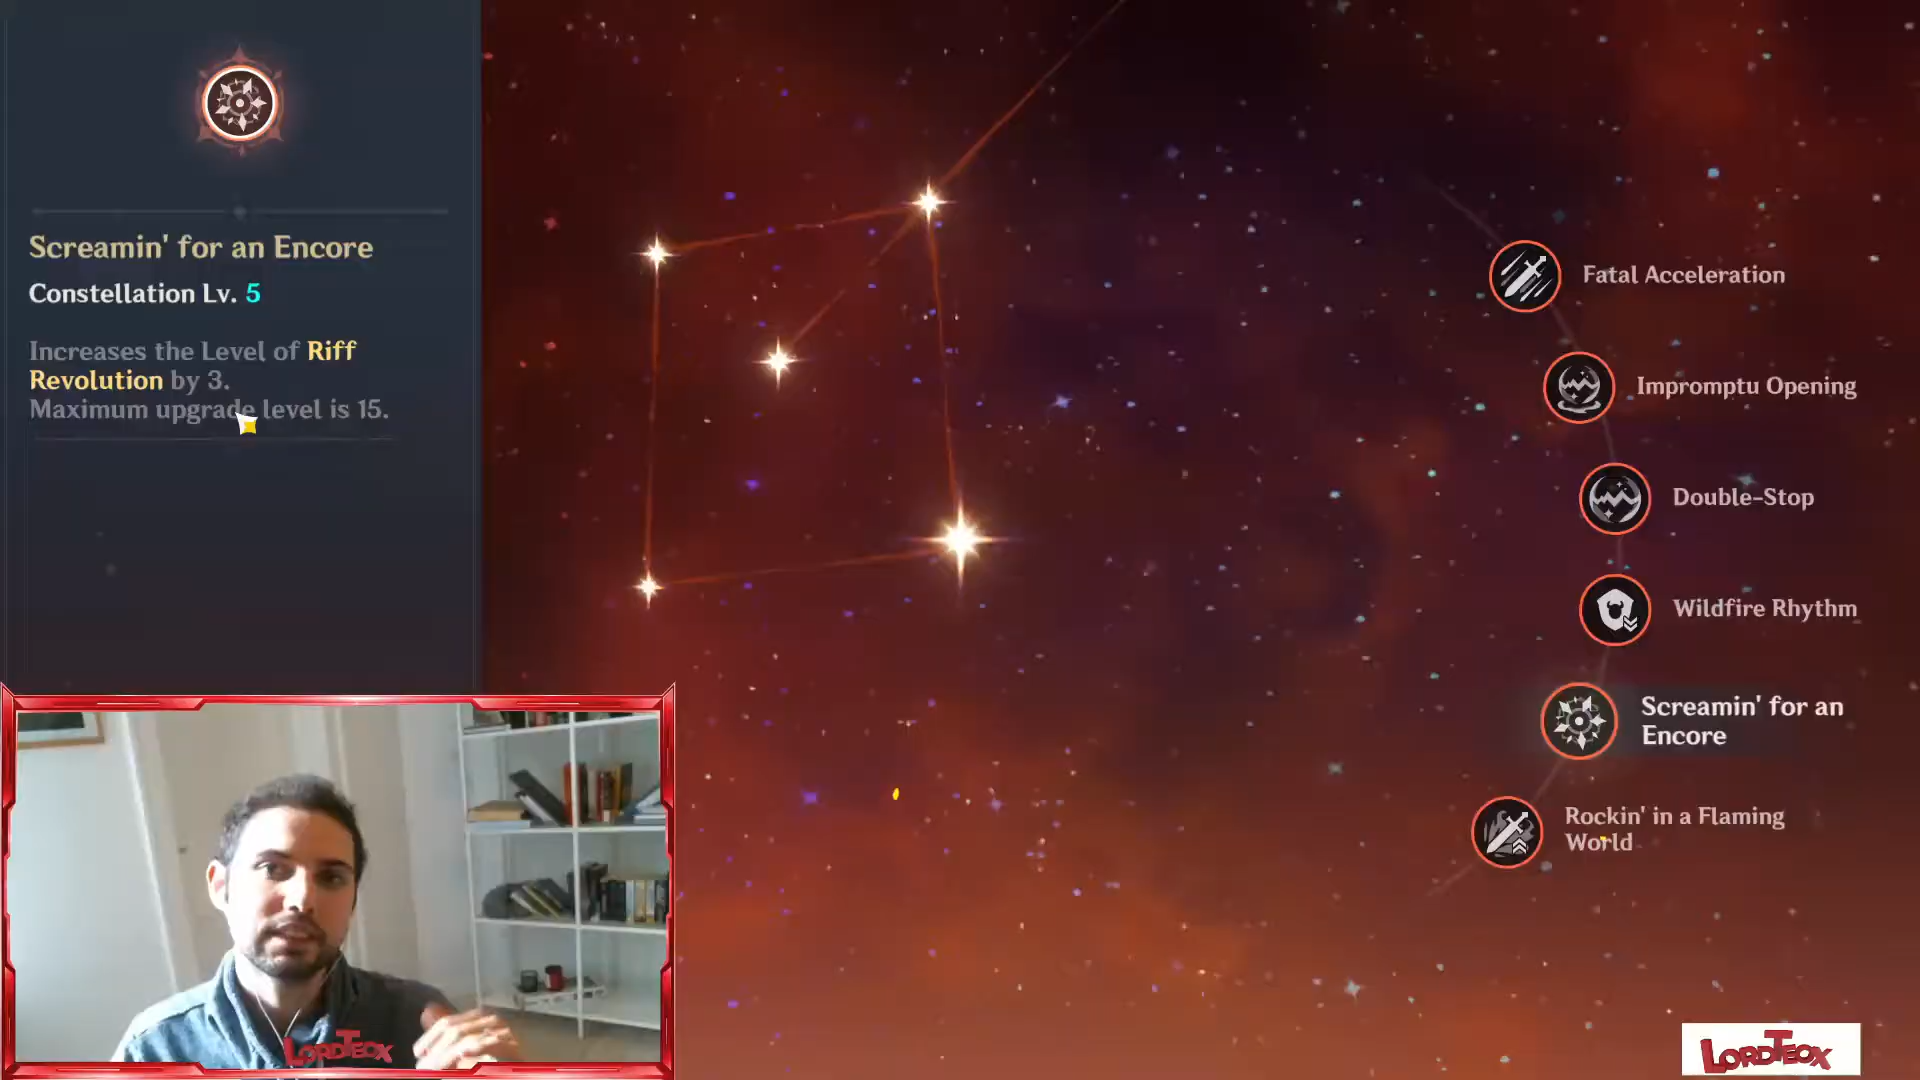 Screamin' for an Encore
Constellation Lv. 5
Increases the Level of Riff
Revolution by 3.
Maximum upgrade level is 15.
Fatal Acceleration
Impromptu Opening
Double-Stop
Wildfire Rhythm
Screamin' for an
Encore
Rockin' in a Flaming
World
LORDTEOX
LORDTEOX